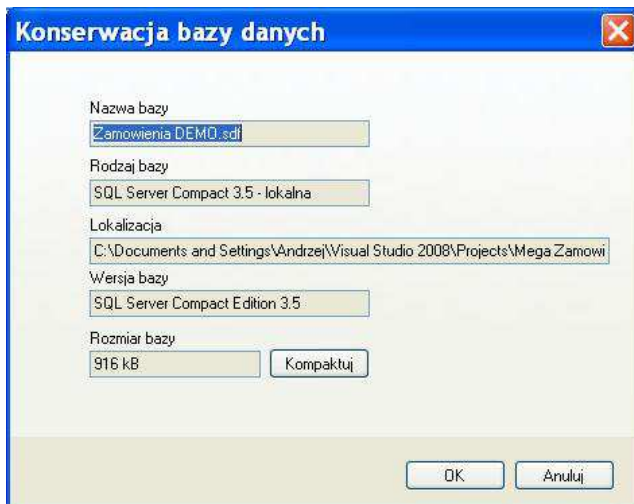 Konserwacja bazy danych
Nazwa bazy
Zamowienia DEMO.sdf
Rodzaj bazy
SQL Server Compact 3.5 - lokalna
Lokalizacja
C:\Documents and Settings\Andrzej\Visual Studio 2008\Projects\Mega Zamowi
Wersja bazy
SQL Server Compact Edition 3.5
Rozmiar bazy
916 kB Kompaktuj
OK Anuluj